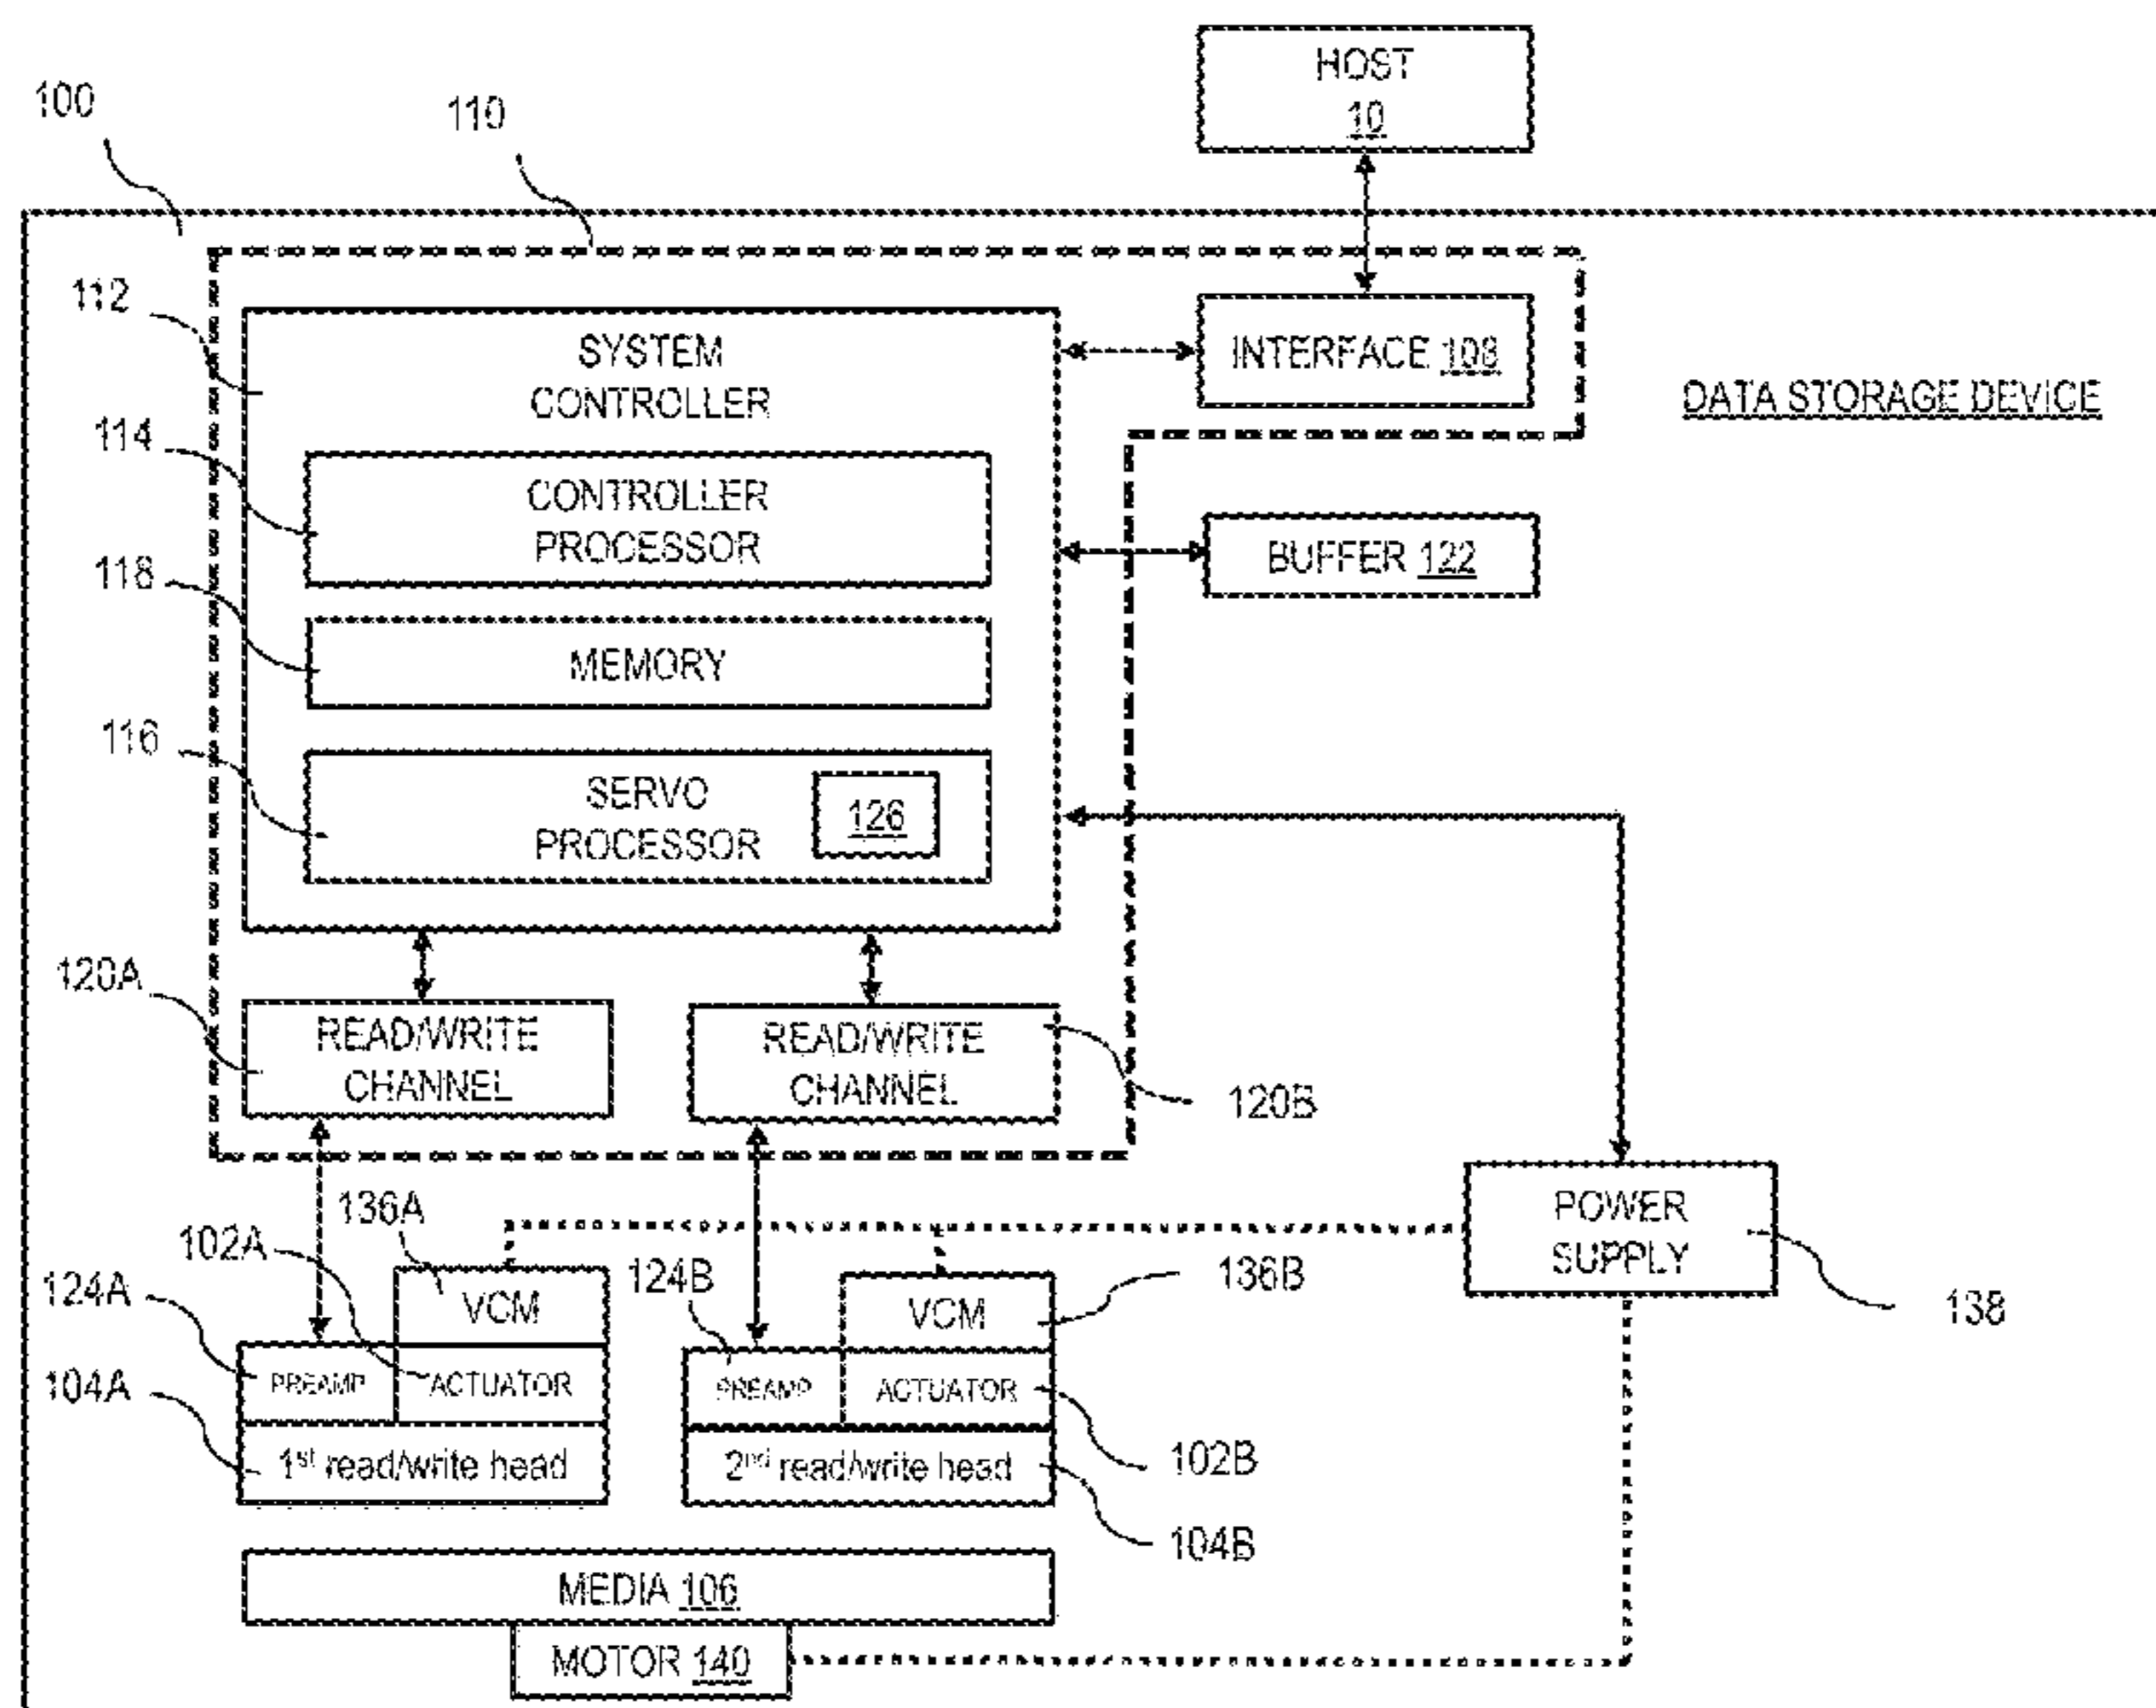 HOST
10
100
110
112
SYSTEM
CONTROLLER
INTERFACE 108
DATA STORAGE DEVICE
114
CONTROLLER
PROCESSOR
BUFFER 122
118
MEMORY
116
SERVO
PROCESSOR
126
120A
READ/WRITE
CHANNEL
READ/WRITE
CHANNEL
120B
136A
102A
124A
VCM
124B
VCM
136B
POWER
SUPPLY
138
104A
PREAMP
ACTUATOR
PREAMP
ACTUATOR
1st read/write head
2nd read/write head
102B
104B
MEDIA 106
MOTOR 140